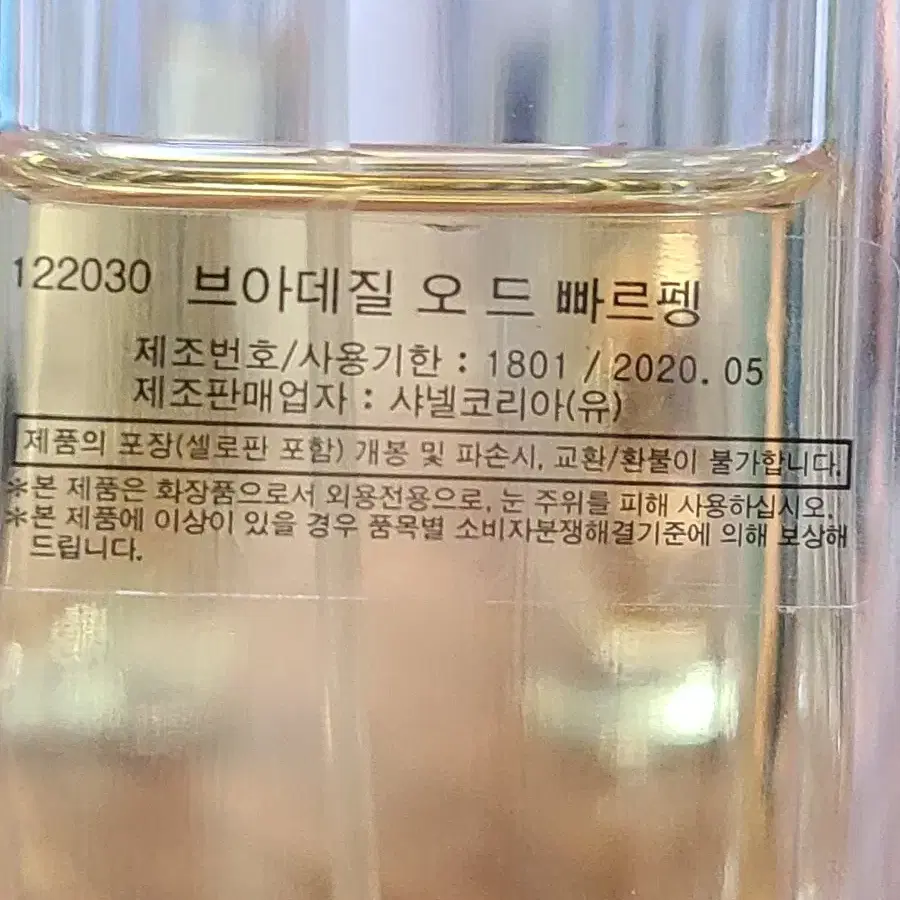 122030 브아데질 오 드 빠르펭
제조번호/사용기한 : 1801 / 2020. 05
제조판매업자 : 샤넬코리아(유)
제품의 포장(셀로판 포함) 개봉 및 파손시, 교환/환불이 불가합니다.
※본 제품은 화장품으로서 외용전용으로, 눈 주위를 피해 사용하십시오.
※본 제품에 이상이 있을 경우 품목별 소비자분쟁해결기준에 의해 보상해
드립니다.